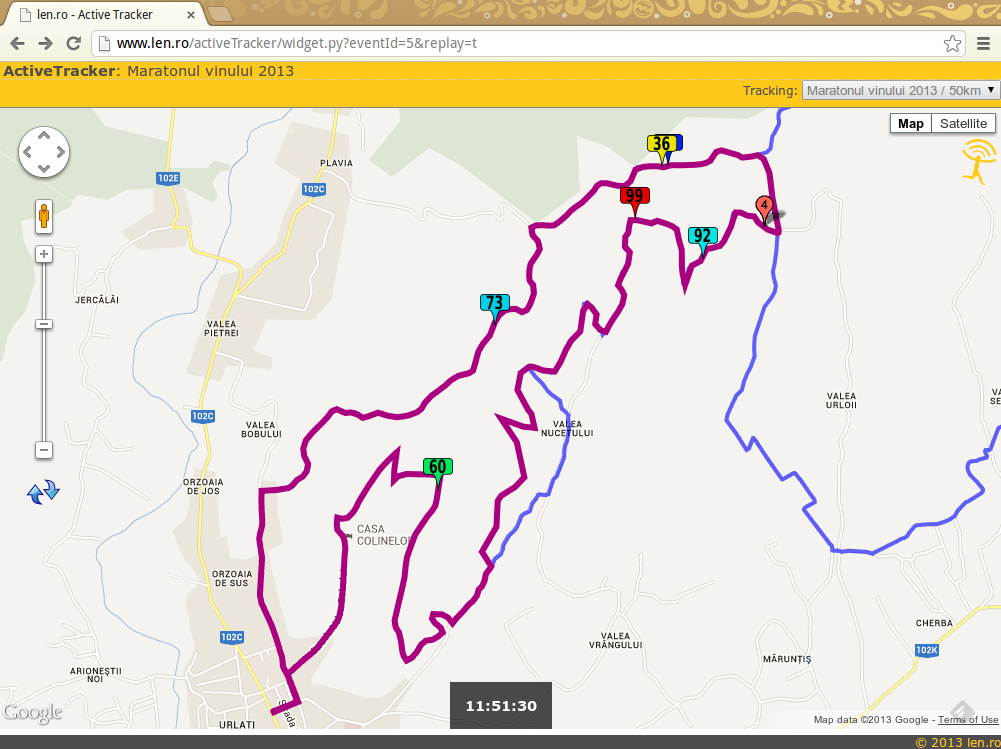 len.ro - Active Tracker
www.len.ro/activeTracker/widget.py?eventId=5&replay=t
ActiveTracker: Maratonul vinului 2013
Tracking: Maratonul vinului 2013 / 50km
Map Satellite
36
PLAVIA
102E
102C
99
4
92
JERCĂLĂI
73
VALEA
PIETREI
VALEA
URLOII
VA
SE
102C
VALEA
BOBULUI
VALEA
NUCETULUI
60
ORZOAIA
DE JOS
CASA
COLINELOR
ORZOAIA
DE SUS
CHERBA
102C
VALEA
VRÂNGULUI
102K
MĂRUNȚIȘ
ARIONEȘTII
NOI
11:51:30
Strada
Google
URLATI
Map data ©2013 Google - Terms of Use
© 2013 len.ro